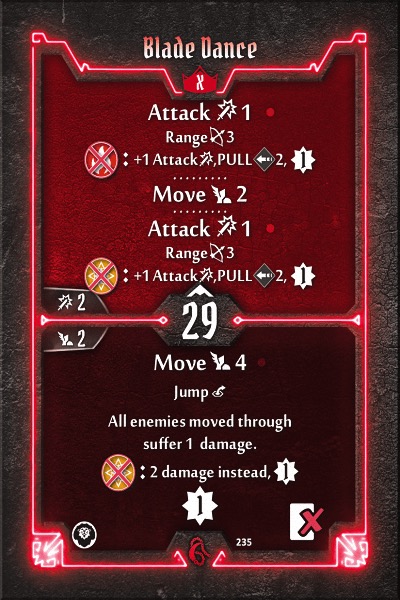 Blade Dance
X
Attack 1
Range 3
: +1 Attack, PULL 2, 1
Move 2
Attack 1
Range 3
: +1 Attack, PULL 2, 1
2
29
2
Move 4
Jump
All enemies moved through
suffer 1 damage.
: 2 damage instead, 1
1
235